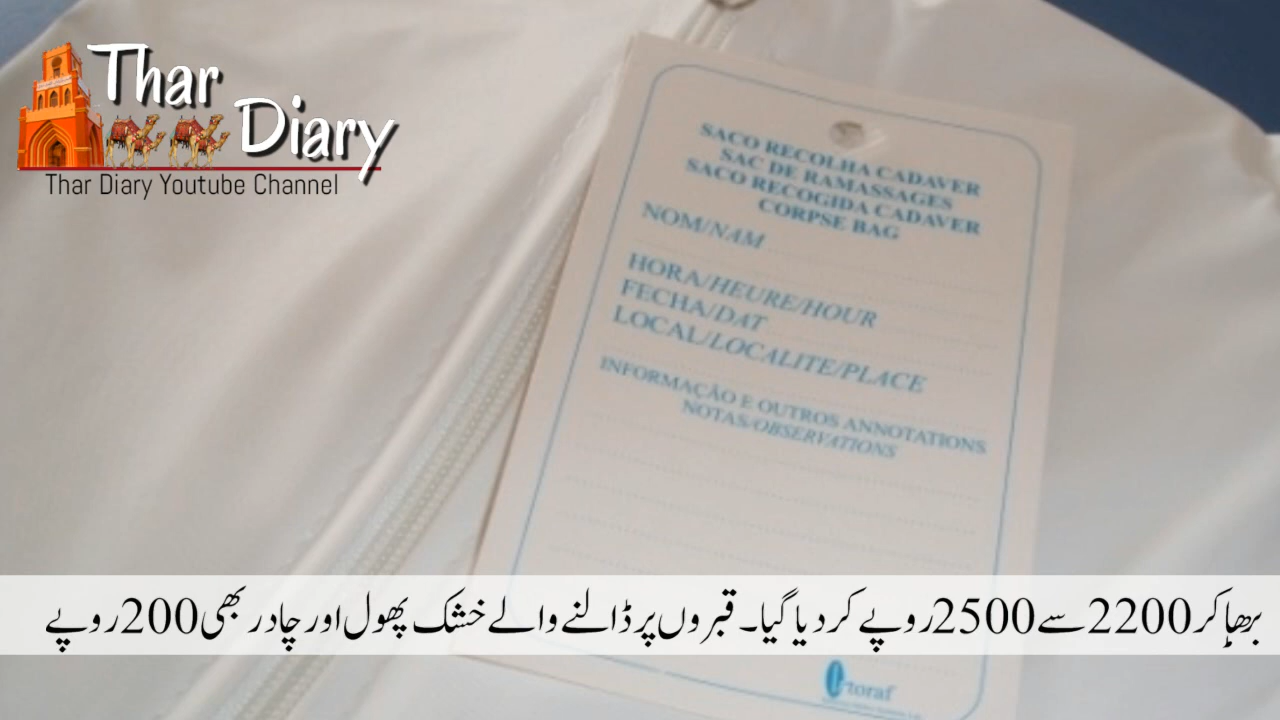 Thar
Diary
Thar Diary Youtube Channel
SACO RECOLHA CADAVER
SAC DE RAMASSAGES
SACO RECOGIDA CADAVER
CORPSE BAG
NOM/NAM
HORA/HEURE/HOUR
FECHA/DAT
LOCAL/LOCALITE/PLACE
INFORMAÇÃO E OUTROS ANNOTATIONS
NOTAS/OBSERVATIONS
بڑھا کر 2200 سے 2500 روپے کر دیا گیا۔ قبروں پر ڈالنے والے خشک پھول اور چادر بھی 200 روپے
toraf